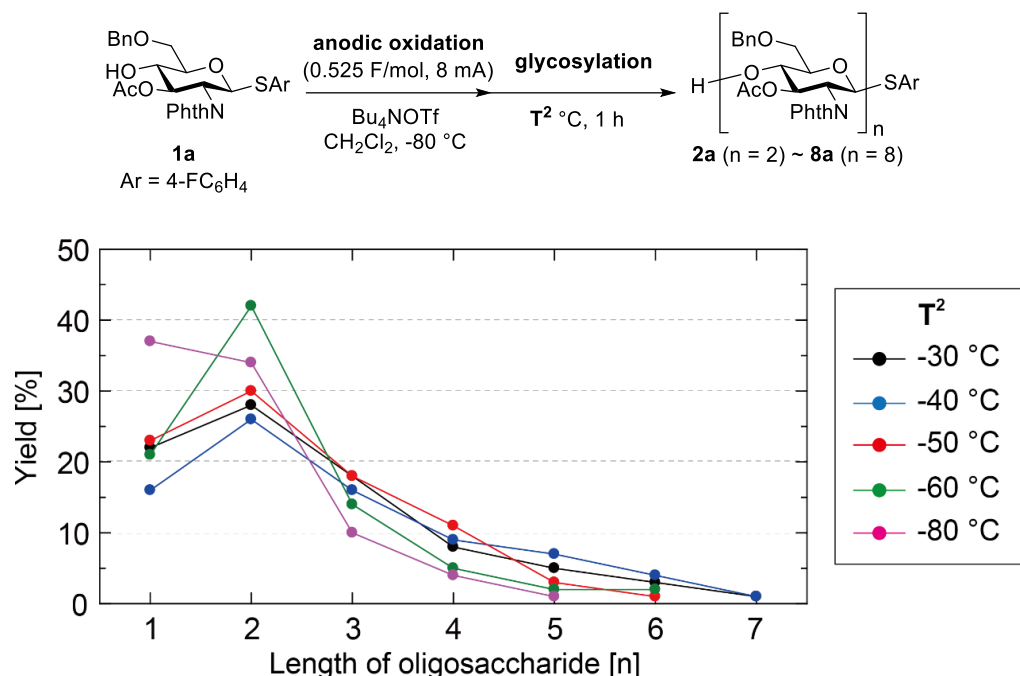 BnO
HO
AcO
O
SAr
PhthN
1a
Ar = 4-FC₆H₄
anodic oxidation
(0.525 F/mol, 8 mA)
Bu₄NOTf
CH₂Cl₂, -80 °C
glycosylation
T² °C, 1 h
BnO
H
O
O
AcO
SAr
PhthN
n
2a (n = 2) ~ 8a (n = 8)
Yield [%]
50
40
30
20
10
0
1 2 3 4 5 6 7
Length of oligosaccharide [n]
T²
-30 °C
-40 °C
-50 °C
-60 °C
-80 °C